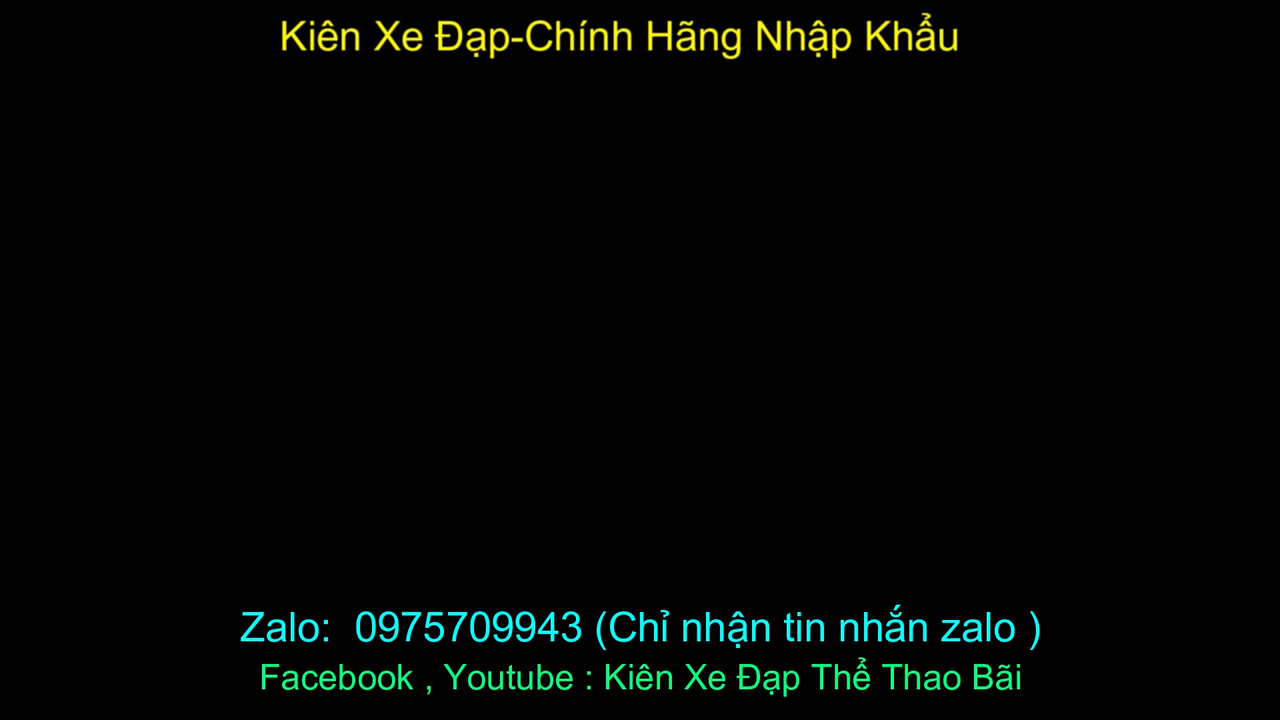 Kiên Xe Đạp-Chính Hãng Nhập Khẩu
Zalo:  0975709943 (Chỉ nhận tin nhắn zalo )
Facebook , Youtube : Kiên Xe Đạp Thể Thao Bãi